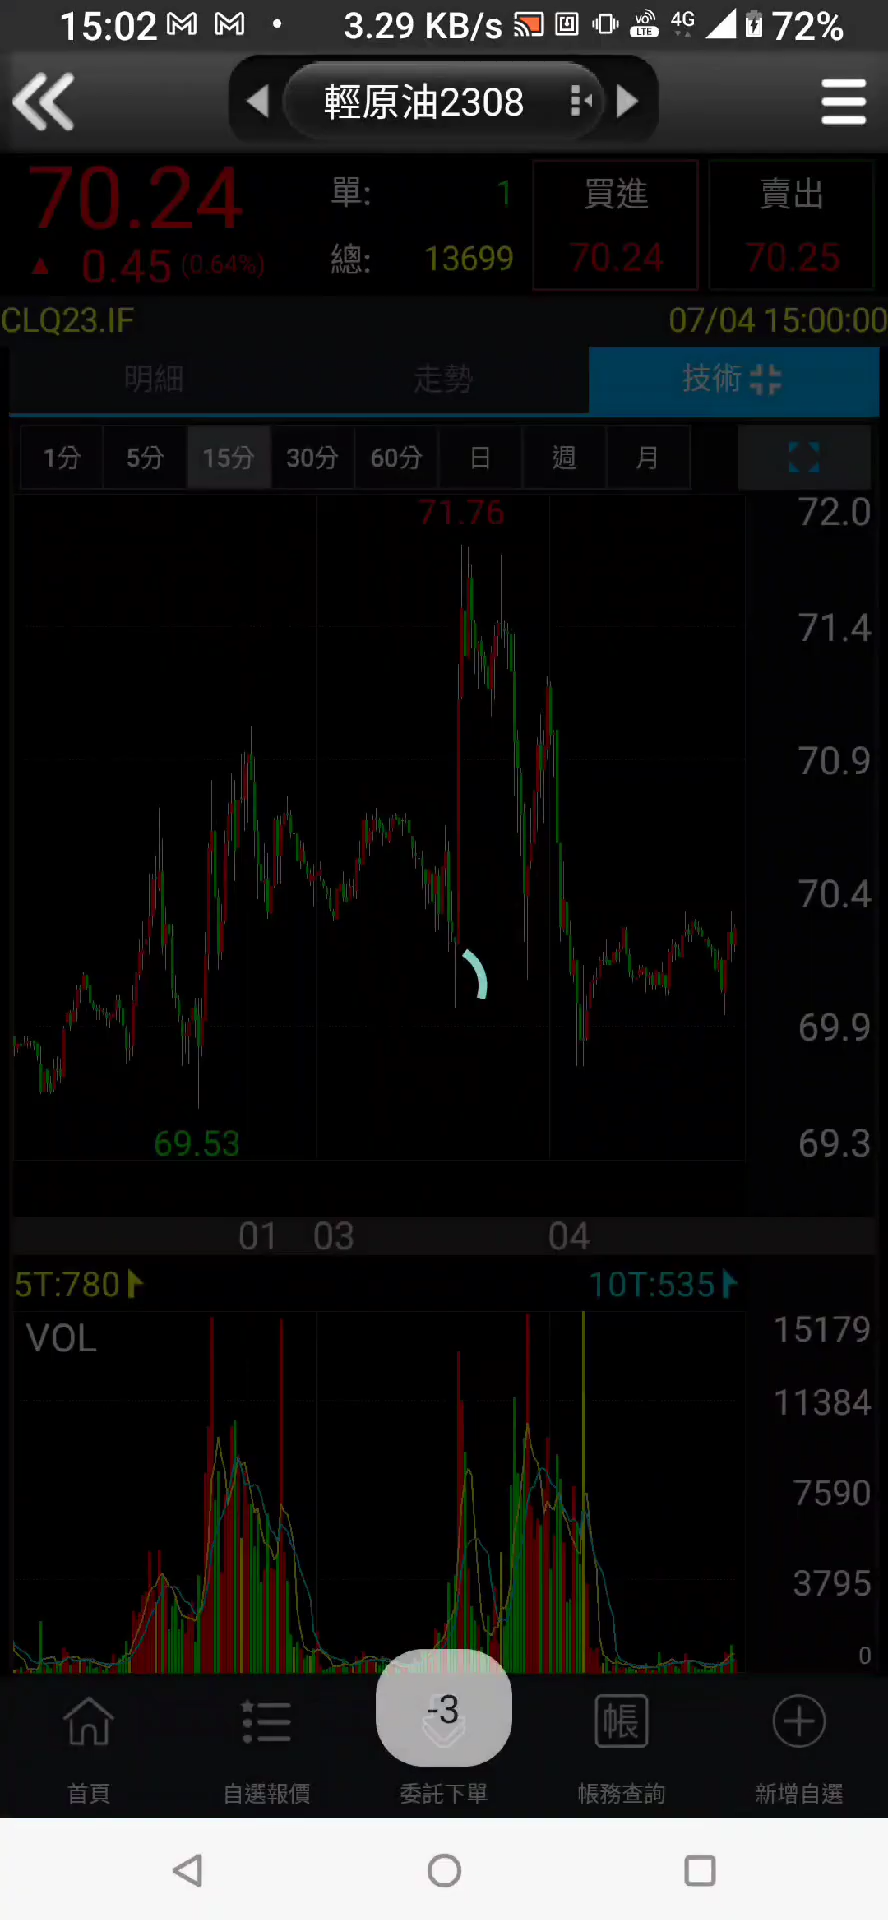 15:02 3.29 KB/s Vo LTE 4G 72%
輕原油2308
70.24 單: 1 買進 賣出
▲ 0.45 (0.64%) 總: 13699 70.24 70.25
CLQ23.IF 07/04 15:00:00
明細 走勢 技術
1分 5分 15分 30分 60分 日 週 月
71.76 72.0
71.4
70.9
70.4
69.9
69.53 69.3
01 03 04
5T:780 10T:535
VOL 15179
11384
7590
3795
0
-3
帳
首頁 自選報價 委託下單 帳務查詢 新增自選